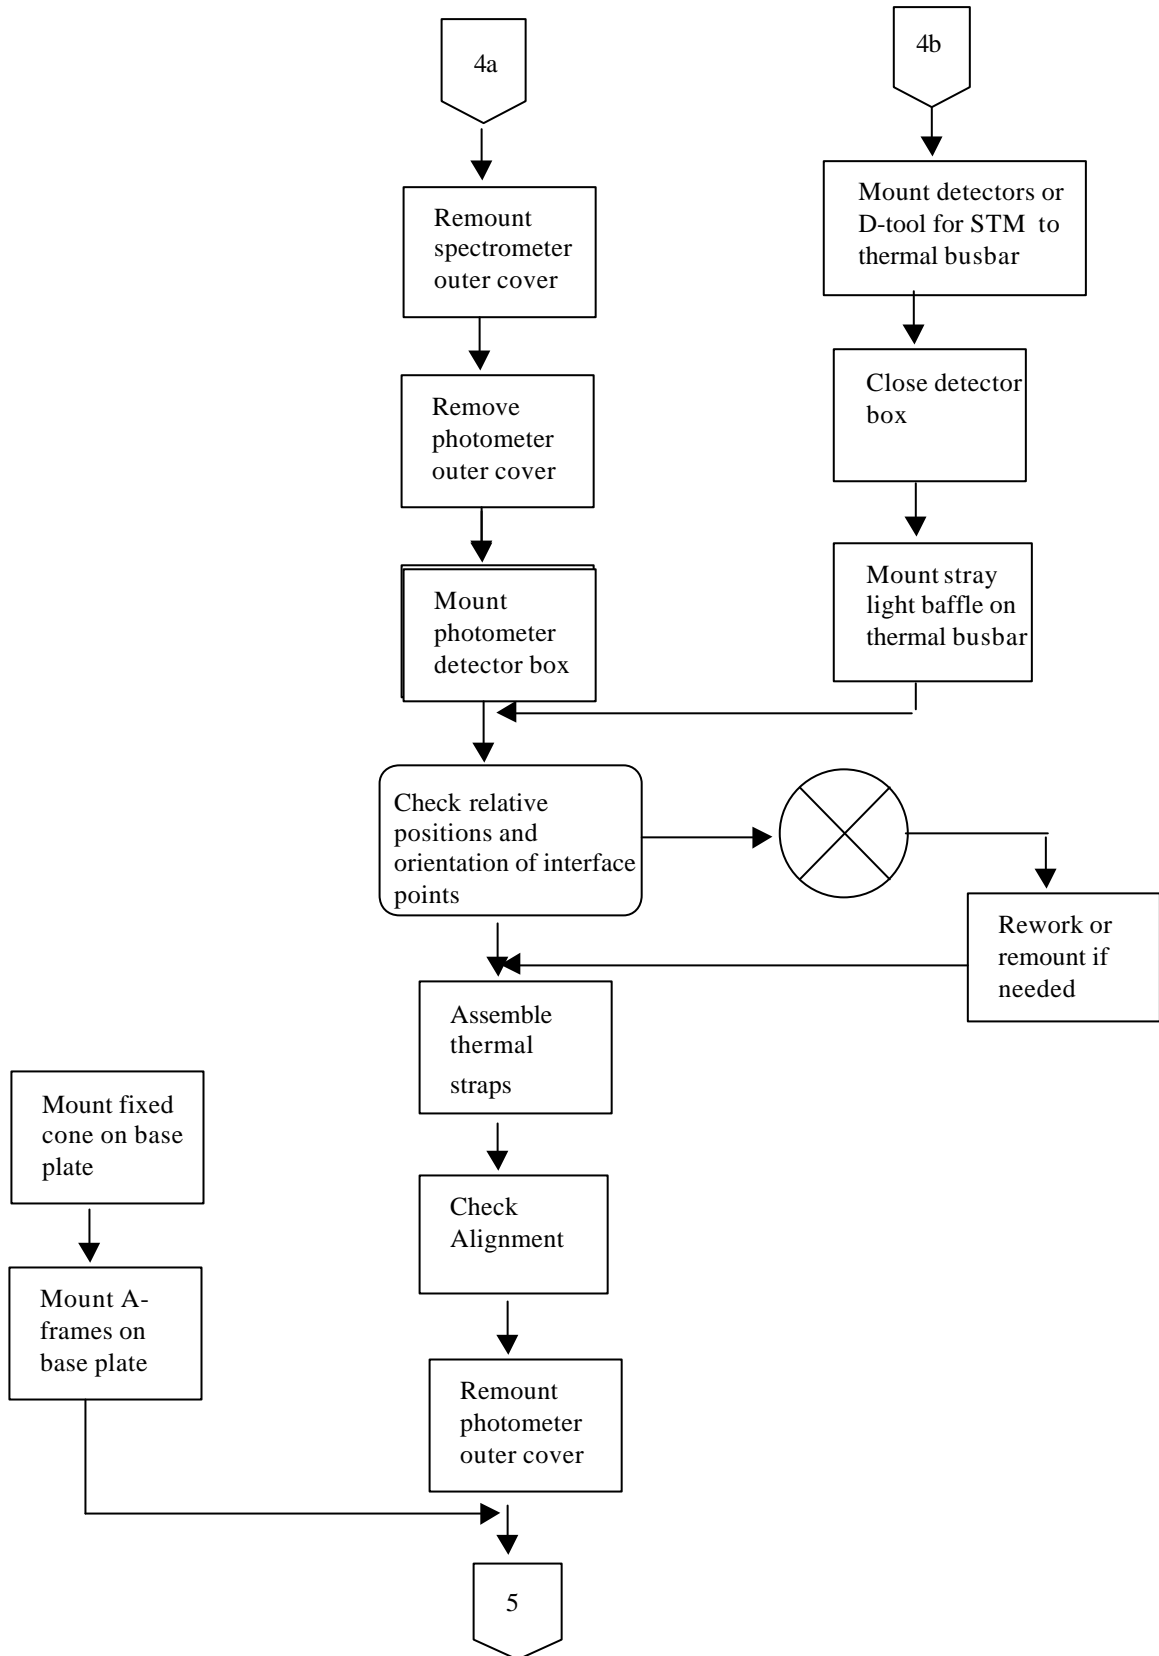 4a
4b
Remount
spectrometer
outer cover
Mount detectors or
D-tool for STM to
thermal busbar
Remove
photometer
outer cover
Close detector
box
Mount
photometer
detector box
Mount stray
light baffle on
thermal busbar
Check relative
positions and
orientation of interface
points
Rework or
remount if
needed
Assemble
thermal
straps
Mount fixed
cone on base
plate
Check
Alignment
Mount A-
frames on
base plate
Remount
photometer
outer cover
5